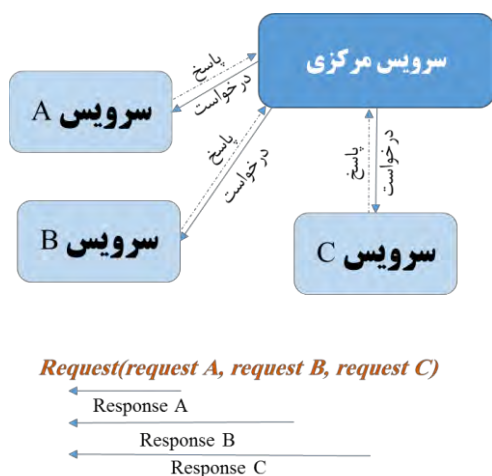 سرویس مرکزی
پاسخ
درخواست
سرویس A
پاسخ
درخواست
پاسخ
درخواست
سرویس B
سرویس C
Request(request A, request B, request C)
Response A
Response B
Response C